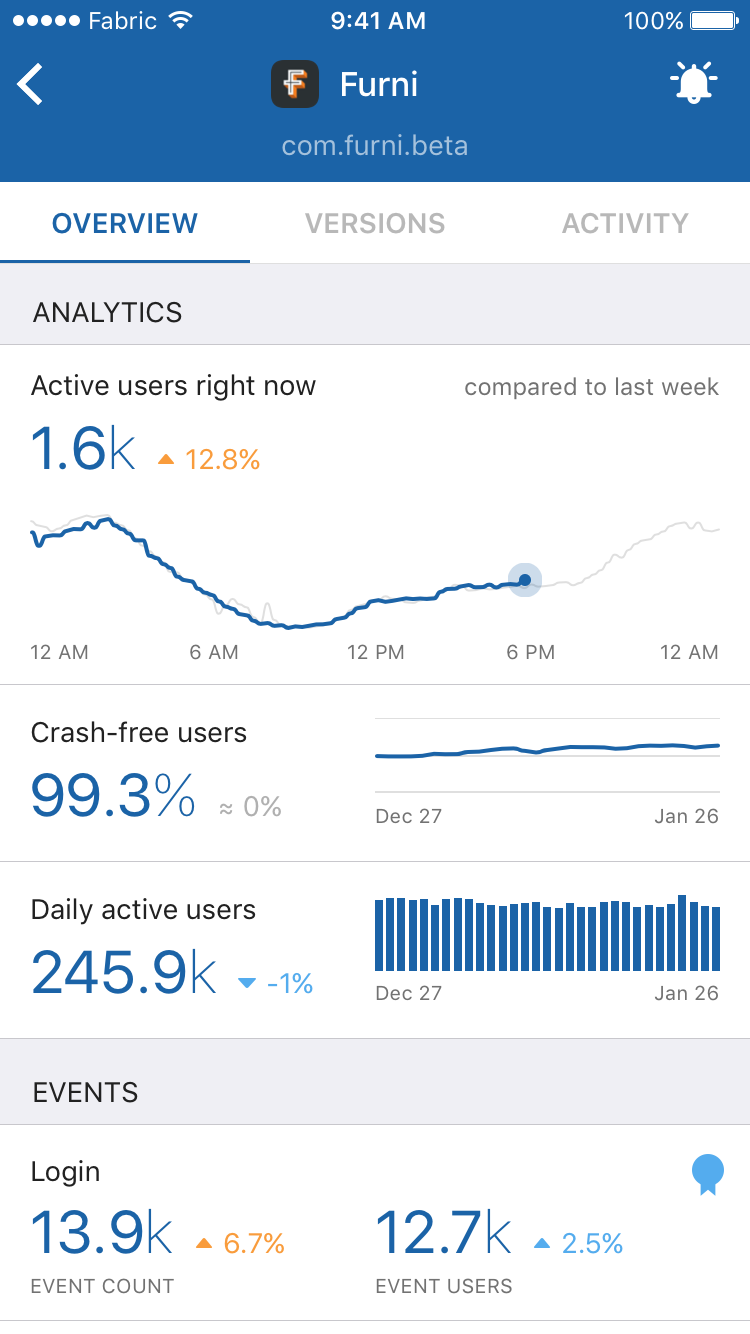 Fabric 9:41 AM 100%
Furni
com.furni.beta
OVERVIEW VERSIONS ACTIVITY
ANALYTICS
Active users right now compared to last week
1.6k 12.8%
12 AM 6 AM 12 PM 6 PM 12 AM
Crash-free users
99.3% ≈ 0%
Dec 27 Jan 26
Daily active users
245.9k -1%
Dec 27 Jan 26
EVENTS
Login
13.9k 6.7% 12.7k 2.5%
EVENT COUNT EVENT USERS